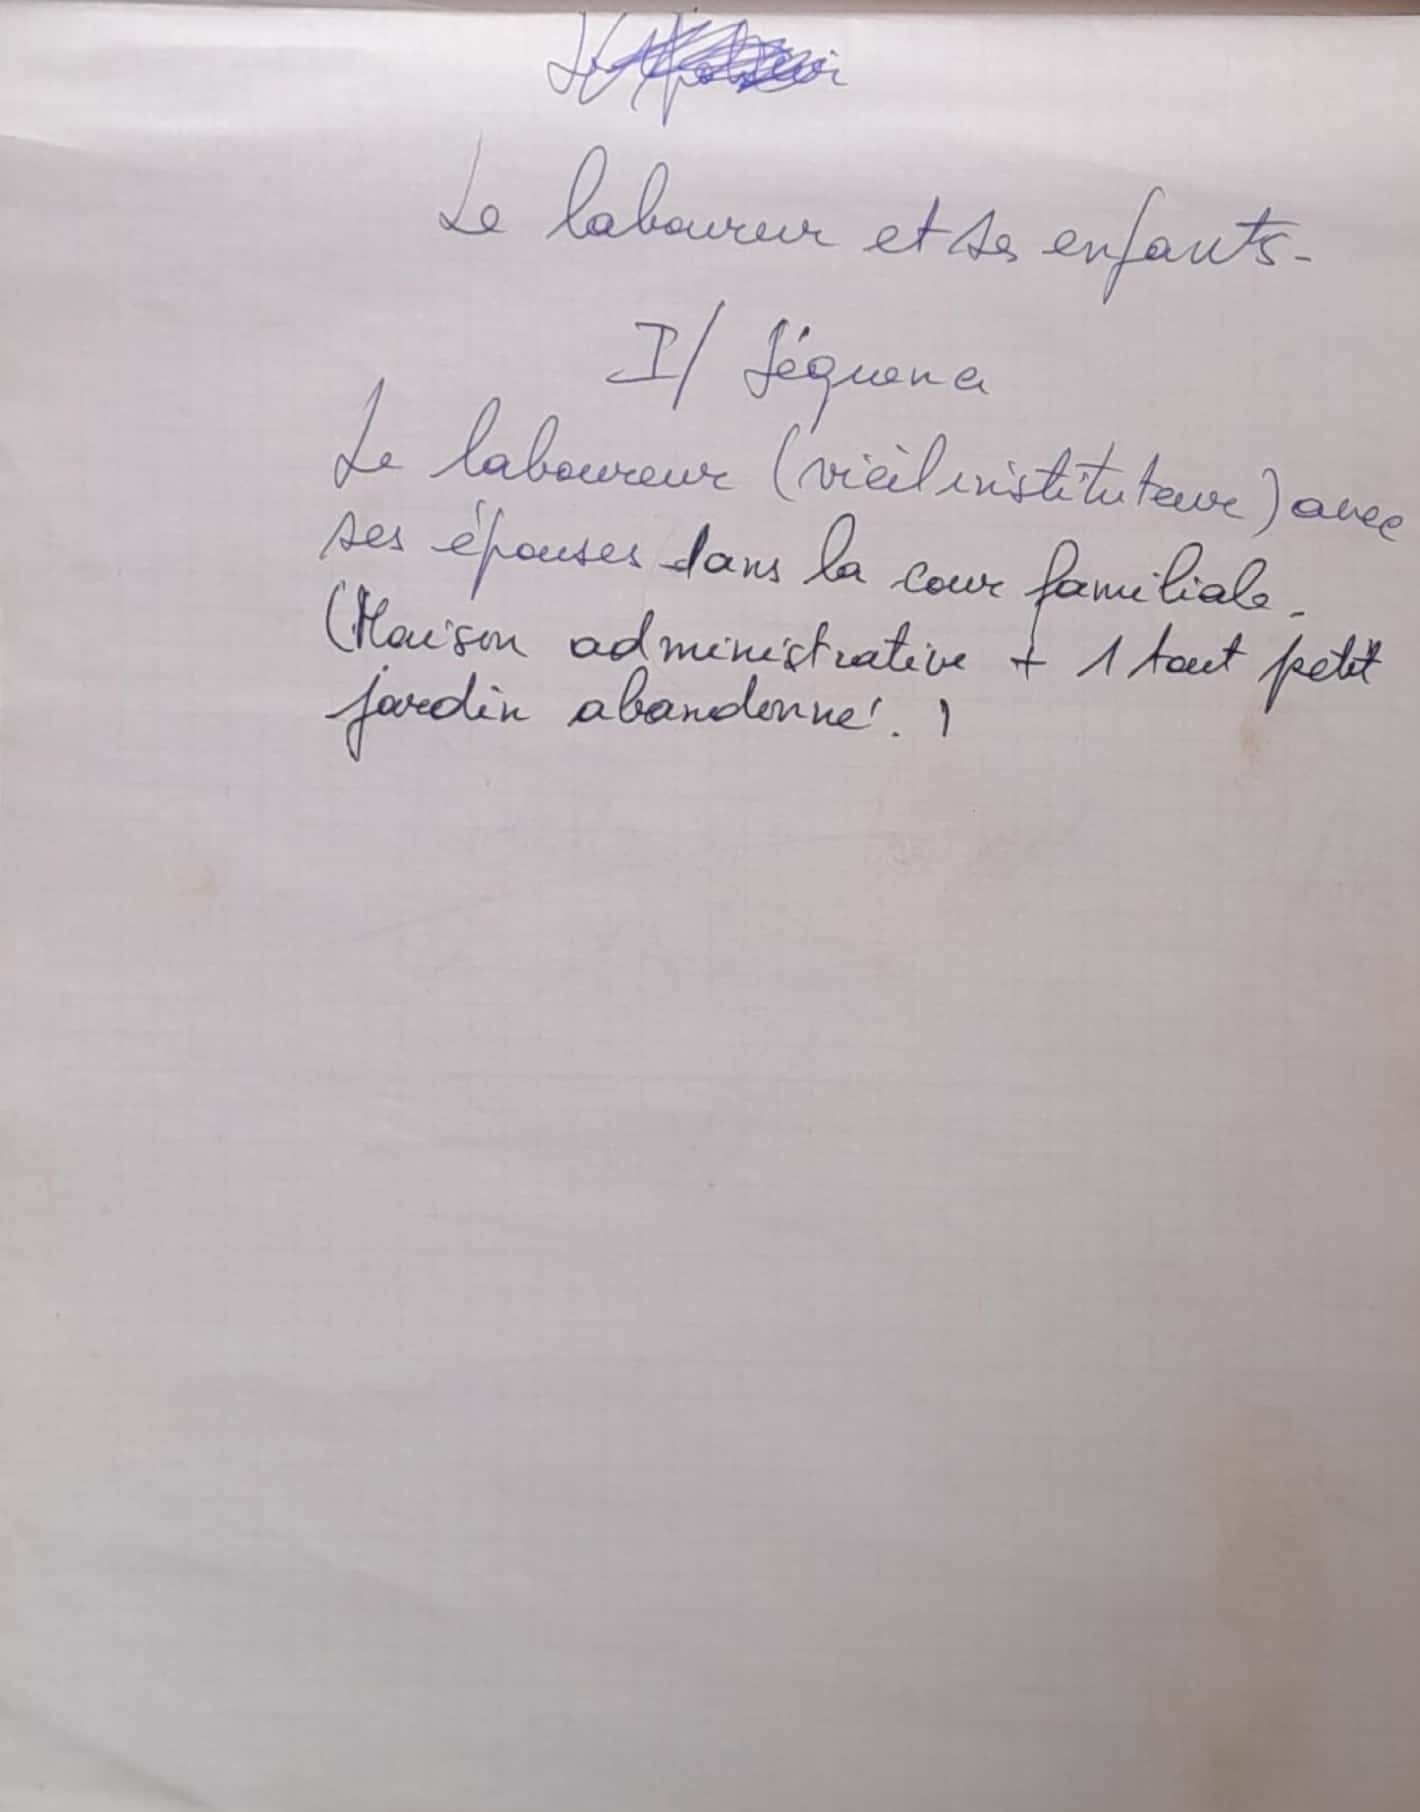 Le laboureur et ses enfants.
I/ Séquence
Le laboureur (vieil instituteur) avec
ses épouses dans la cour familiale.
(Maison administrative + 1 tout petit
jardin abandonné.)